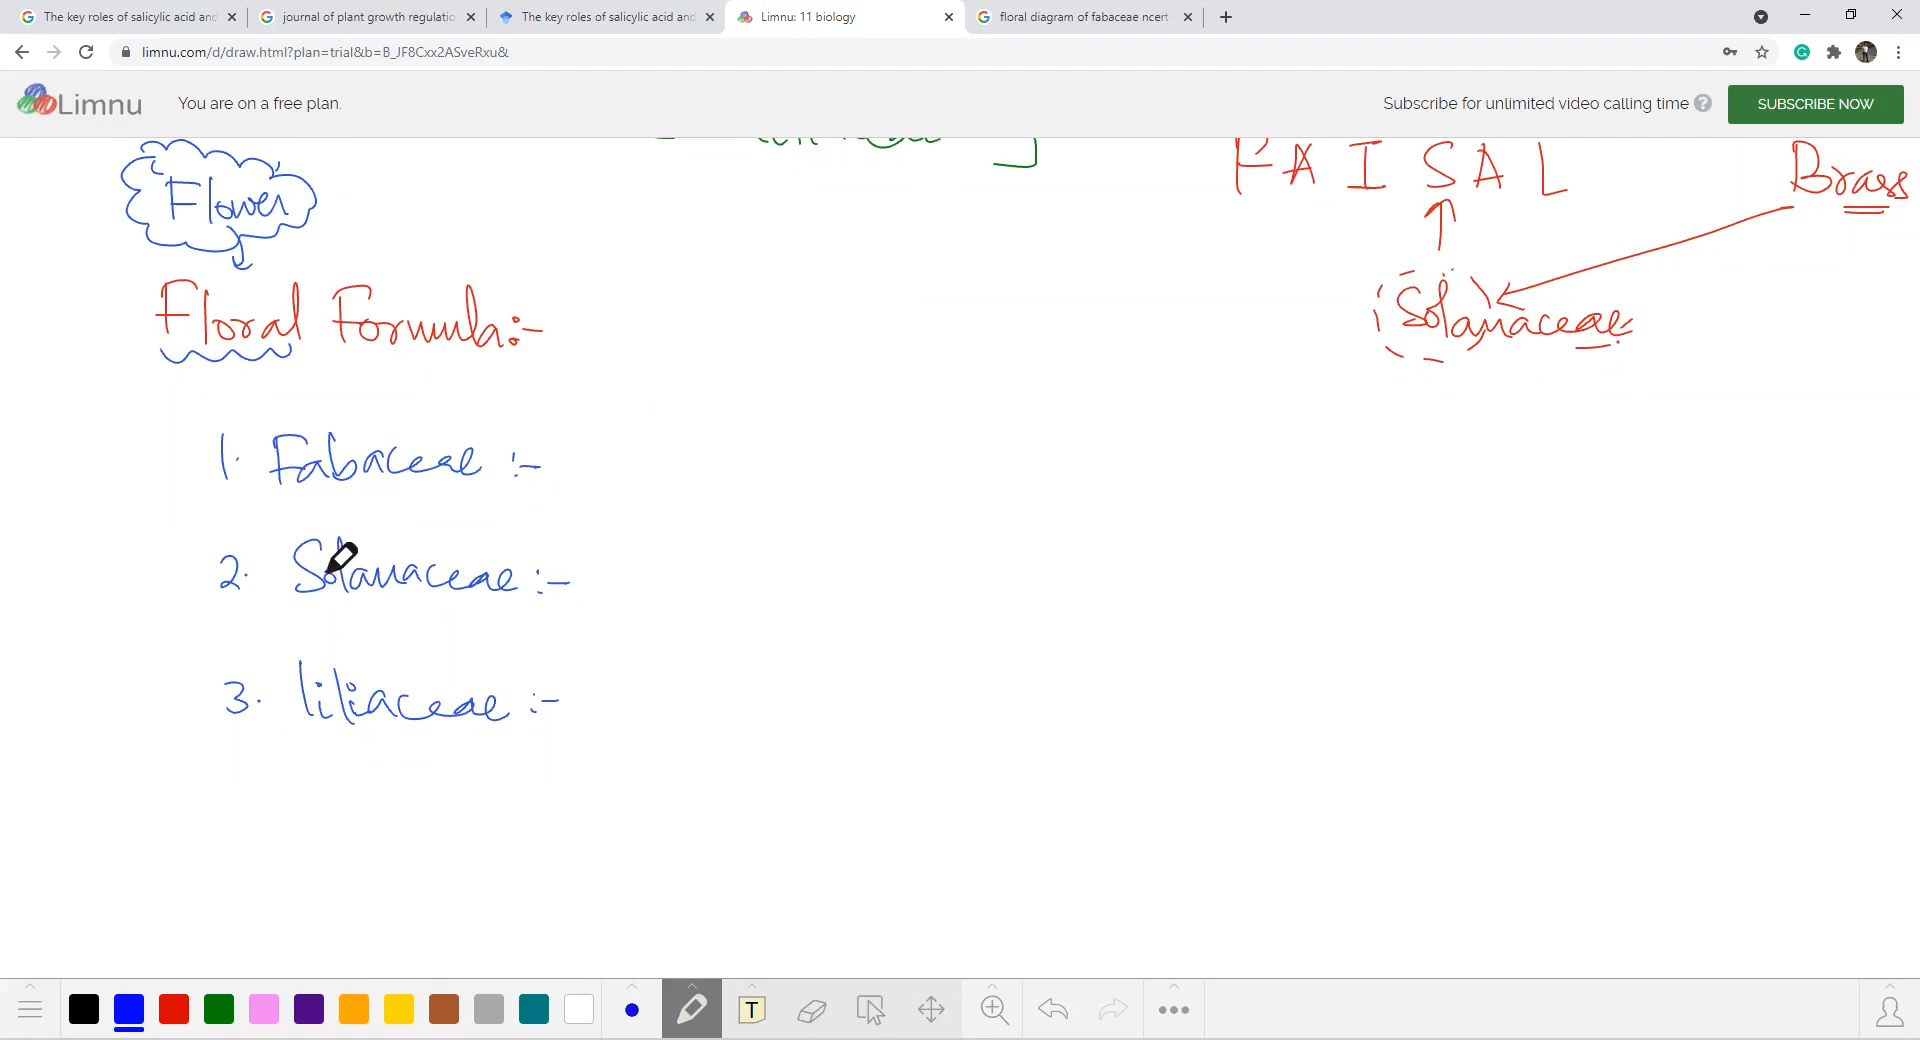 The key roles of salicylic acid and
journal of plant growth regulatio
The key roles of salicylic acid and
Limnu: 11 biology
floral diagram of fabaceae ncert
limnu.com/d/draw.html?plan=trial&b=B_JF8Cxx2ASveRxu&
Limnu
You are on a free plan.
Subscribe for unlimited video calling time
SUBSCRIBE NOW
FAISAL
Brass
Flower
Solanaceae:
Floral Formula:-
1. Fabaceae :-
2. Solanaceae :-
3. liliaceae :-
T